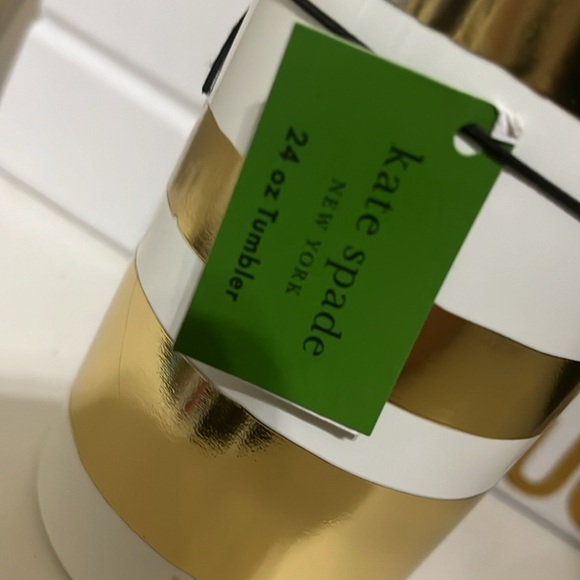 kate spade
NEW YORK
24 oz Tumbler